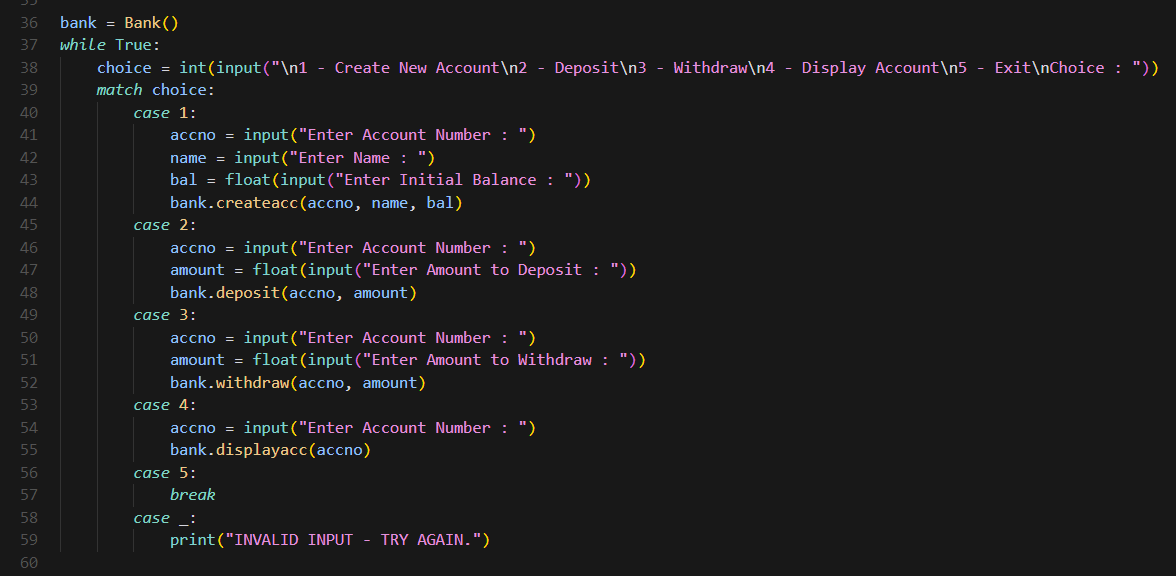 36 bank = Bank()
37 while True:
38     choice = int(input("\n1 - Create New Account\n2 - Deposit\n3 - Withdraw\n4 - Display Account\n5 - Exit\nChoice : "))
39     match choice:
40         case 1:
41             accno = input("Enter Account Number : ")
42             name = input("Enter Name : ")
43             bal = float(input("Enter Initial Balance : "))
44             bank.createacc(accno, name, bal)
45         case 2:
46             accno = input("Enter Account Number : ")
47             amount = float(input("Enter Amount to Deposit : "))
48             bank.deposit(accno, amount)
49         case 3:
50             accno = input("Enter Account Number : ")
51             amount = float(input("Enter Amount to Withdraw : "))
52             bank.withdraw(accno, amount)
53         case 4:
54             accno = input("Enter Account Number : ")
55             bank.displayacc(accno)
56         case 5:
57             break
58         case _:
59             print("INVALID INPUT - TRY AGAIN.")
60